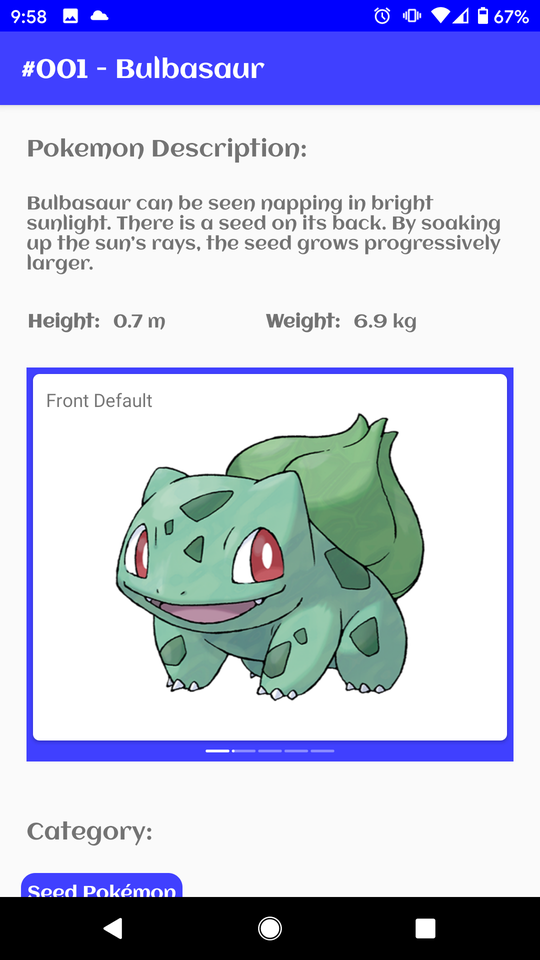 9:58
67%
#001 - Bulbasaur
Pokemon Description:
Bulbasaur can be seen napping in bright
sunlight. There is a seed on its back. By soaking
up the sun's rays, the seed grows progressively
larger.
Height: 0.7 m
Weight: 6.9 kg
Front Default
Category:
Seed Pokémon